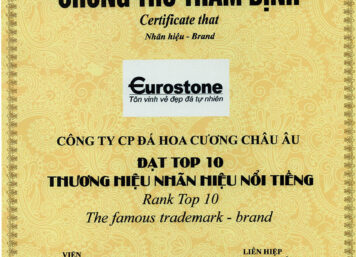 CHỨNG THƯ THẨM ĐỊNH
Certificate that
Nhãn hiệu - Brand
Eurostone
Tôn vinh vẻ đẹp đá tự nhiên
CÔNG TY CP ĐÁ HOA CƯƠNG CHÂU ÂU
ĐẠT TOP 10
THƯƠNG HIỆU NHÃN HIỆU NỔI TIẾNG
Rank Top 10
The famous trademark - brand
VIỆN
LIÊN HIỆP